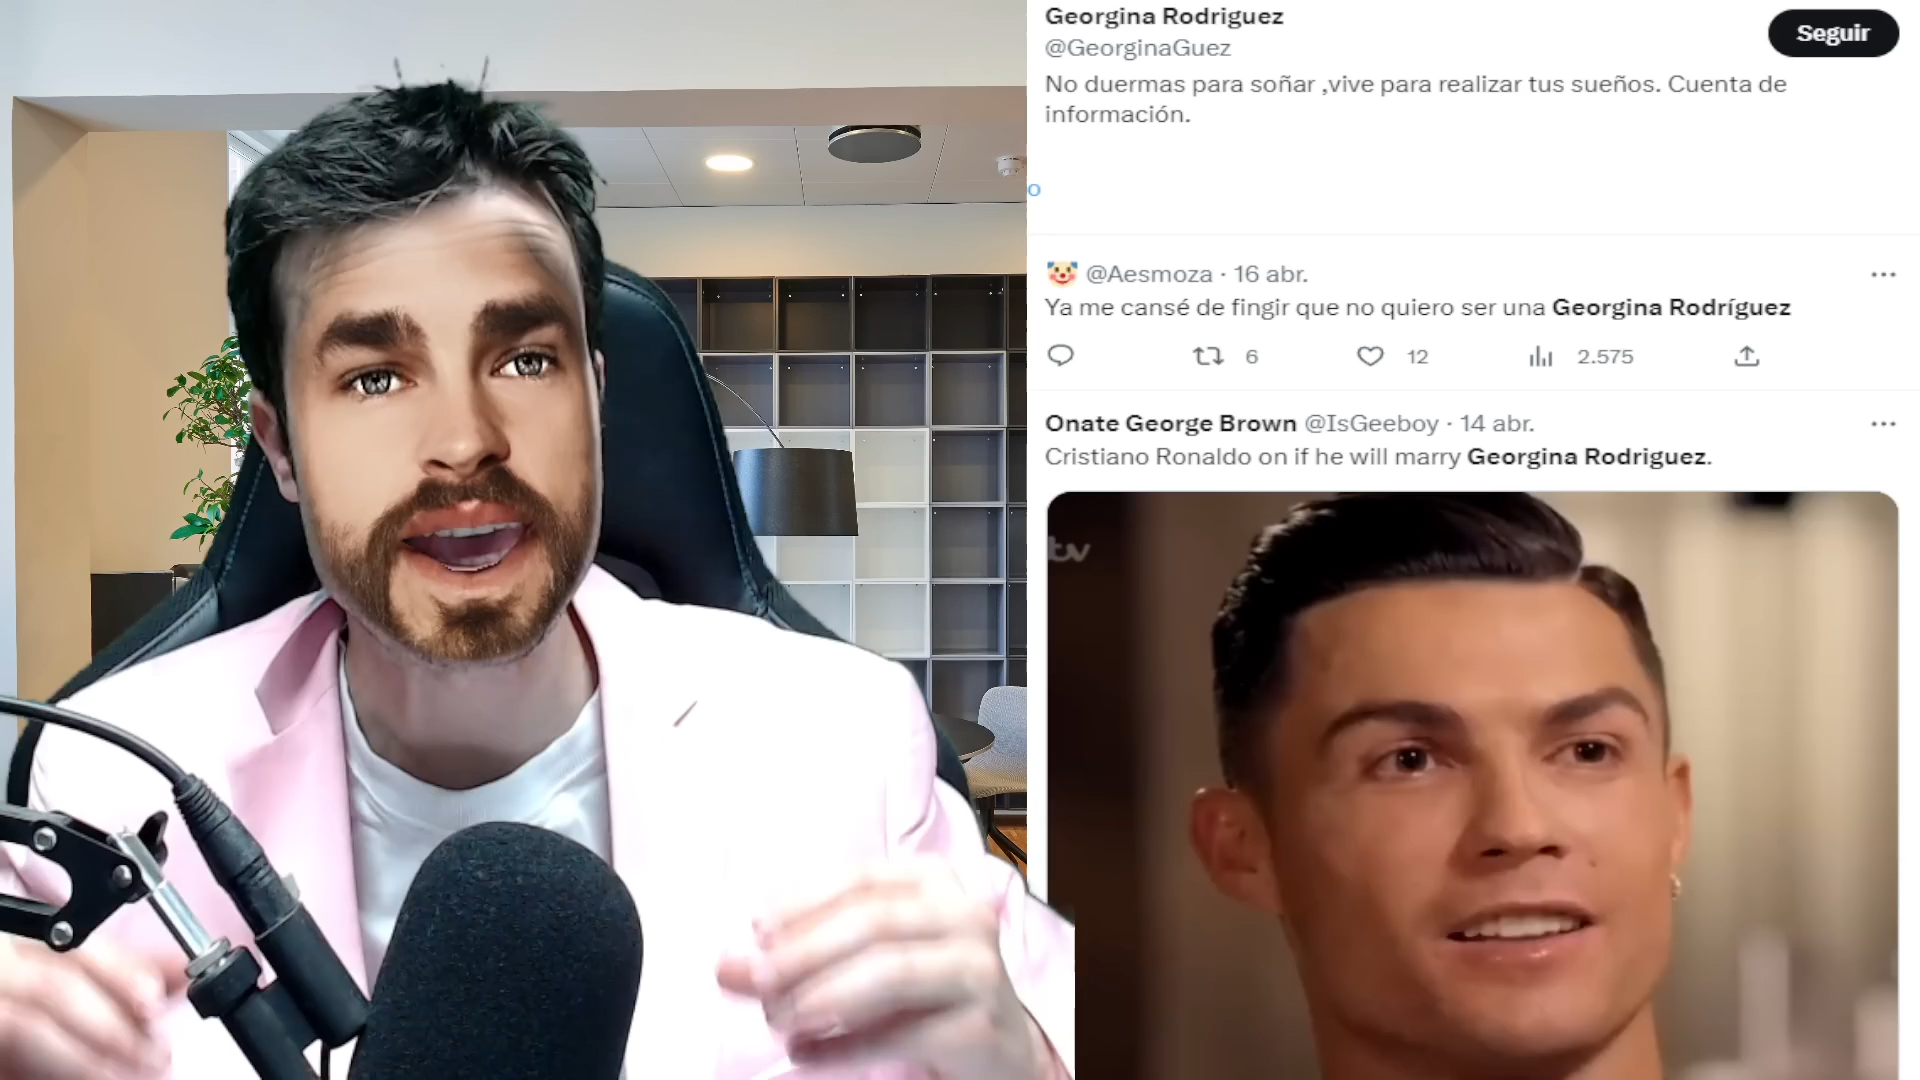 Georgina Rodriguez
Seguir
@GeorginaGuez
No duermas para soñar ,vive para realizar tus sueños. Cuenta de
información.
o
@Aesmoza · 16 abr.
Ya me cansé de fingir que no quiero ser una Georgina Rodríguez
6 12 2.575
Onate George Brown @IsGeeboy · 14 abr.
Cristiano Ronaldo on if he will marry Georgina Rodriguez.
tv